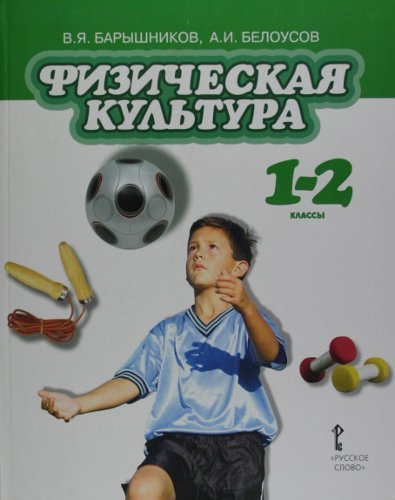 В.Я. БАРЫШНИКОВ, А.И. БЕЛОУСОВ
ФИЗИЧЕСКАЯ
КУЛЬТУРА
1-2
КЛАССЫ
«РУССКОЕ
СЛОВО»